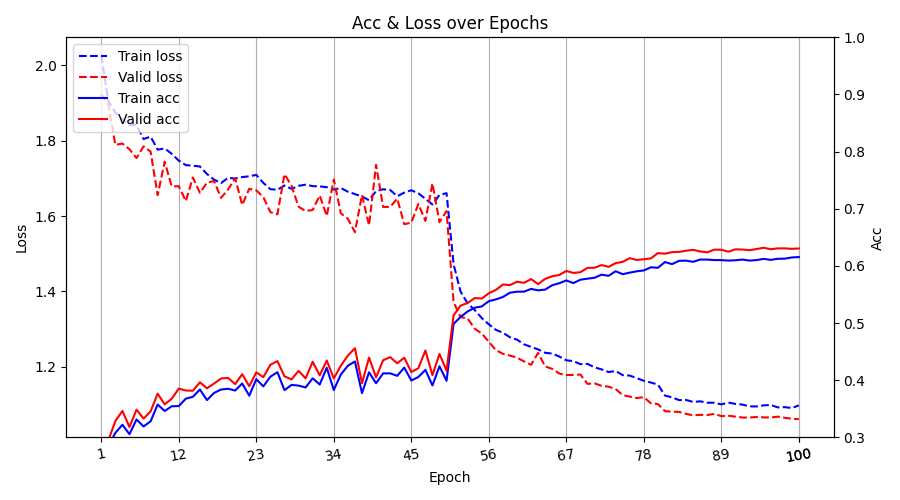 Acc & Loss over Epochs
Train loss
Valid loss
Train acc
Valid acc
2.0
1.8
1.6
1.4
1.2
Loss
1.0
0.9
0.8
0.7
0.6
0.5
0.4
0.3
Acc
1 12 23 34 45 56 67 78 89 100
Epoch